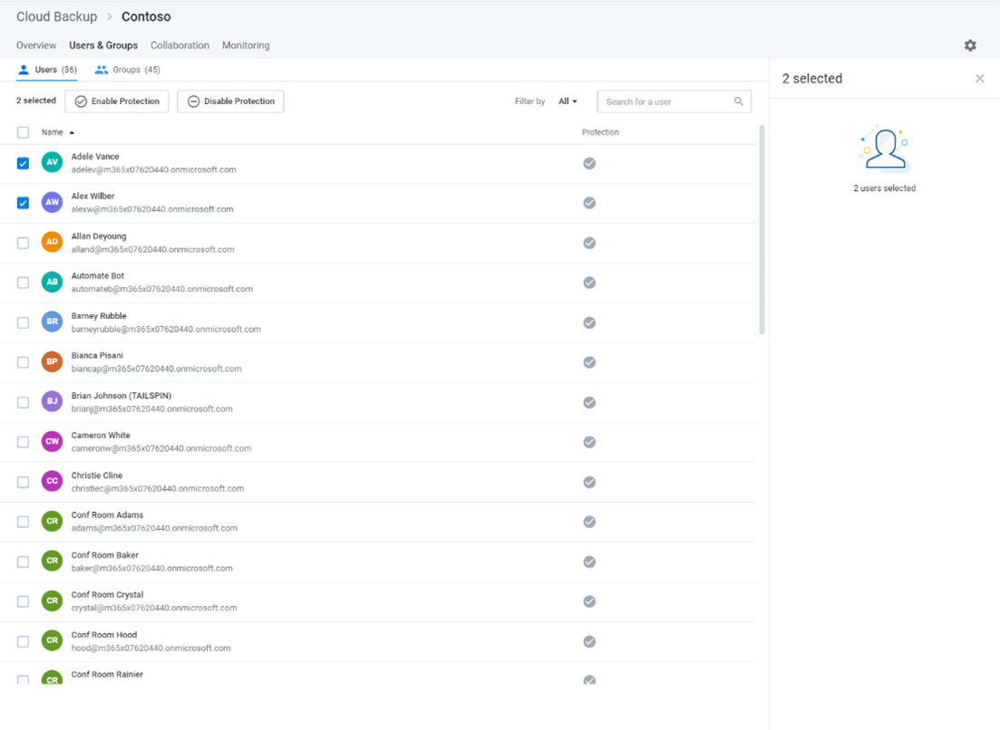 Cloud Backup > Contoso
Overview Users & Groups Collaboration Monitoring
Users (36) Groups (45)
2 selected
2 selected Enable Protection Disable Protection Filter by All Search for a user
Name Protection
AV Adele Vance
adelev@m365x07620440.onmicrosoft.com
2 users selected
AW Alex Wilber
alexw@m365x07620440.onmicrosoft.com
AD Allan Deyoung
alland@m365x07620440.onmicrosoft.com
AB Automate Bot
automateb@m365x07620440.onmicrosoft.com
BR Barney Rubble
barneyrubble@m365x07620440.onmicrosoft.com
BP Bianca Pisani
biancap@m365x07620440.onmicrosoft.com
BJ Brian Johnson (TAILSPIN)
brianj@m365x07620440.onmicrosoft.com
CW Cameron White
cameronw@m365x07620440.onmicrosoft.com
CC Christie Cline
christiec@m365x07620440.onmicrosoft.com
CR Conf Room Adams
adams@m365x07620440.onmicrosoft.com
CR Conf Room Baker
baker@m365x07620440.onmicrosoft.com
CR Conf Room Crystal
crystal@m365x07620440.onmicrosoft.com
CR Conf Room Hood
hood@m365x07620440.onmicrosoft.com
CR Conf Room Rainier